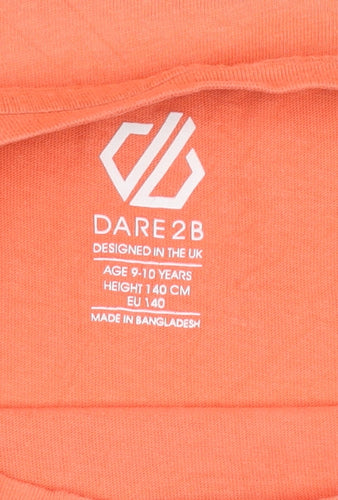 DARE 2B
DESIGNED IN THE UK
AGE 9-10 YEARS
HEIGHT 140 CM
EU 140
MADE IN BANGLADESH